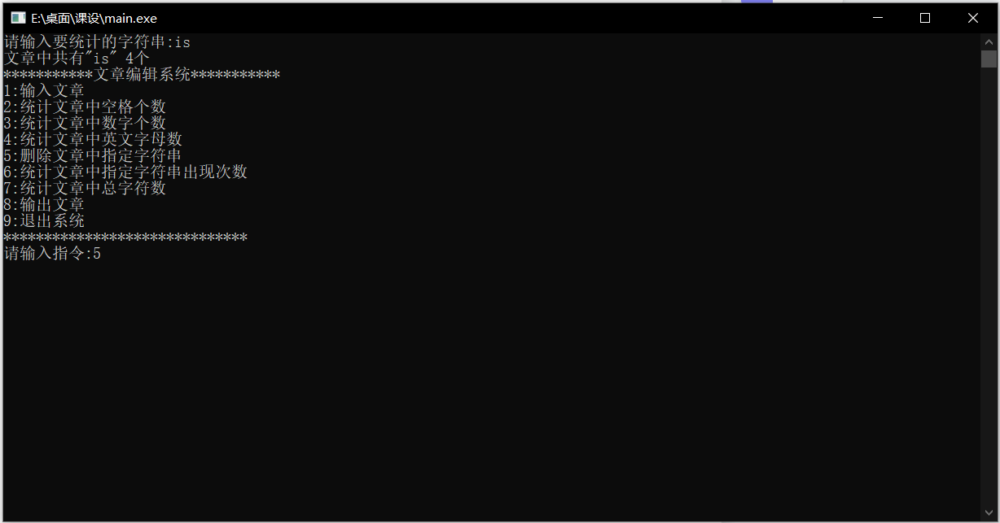 E:\桌面\课设\main.exe
请输入要统计的字符串:is
文章中共有"is" 4个
***********文章编辑系统***********
1:输入文章
2:统计文章中空格个数
3:统计文章中数字个数
4:统计文章中英文字母数
5:删除文章中指定字符串
6:统计文章中指定字符串出现次数
7:统计文章中总字符数
8:输出文章
9:退出系统
******************************
请输入指令:5